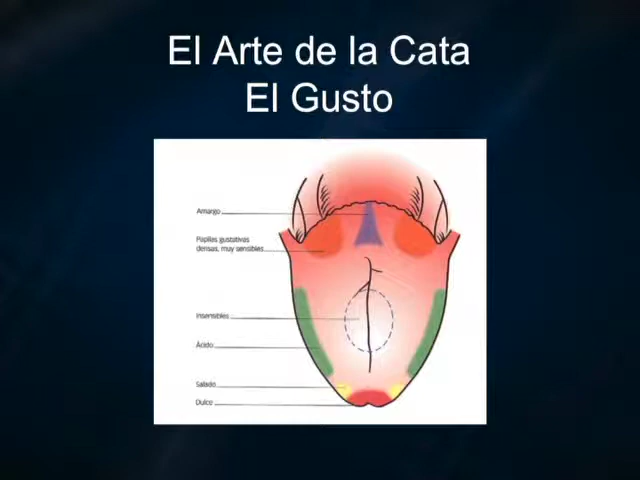 El Arte de la Cata
El Gusto
Amargo
Papilas gustativas
densas, muy sensibles
Insensibles
Ácido
Salado
Dulce